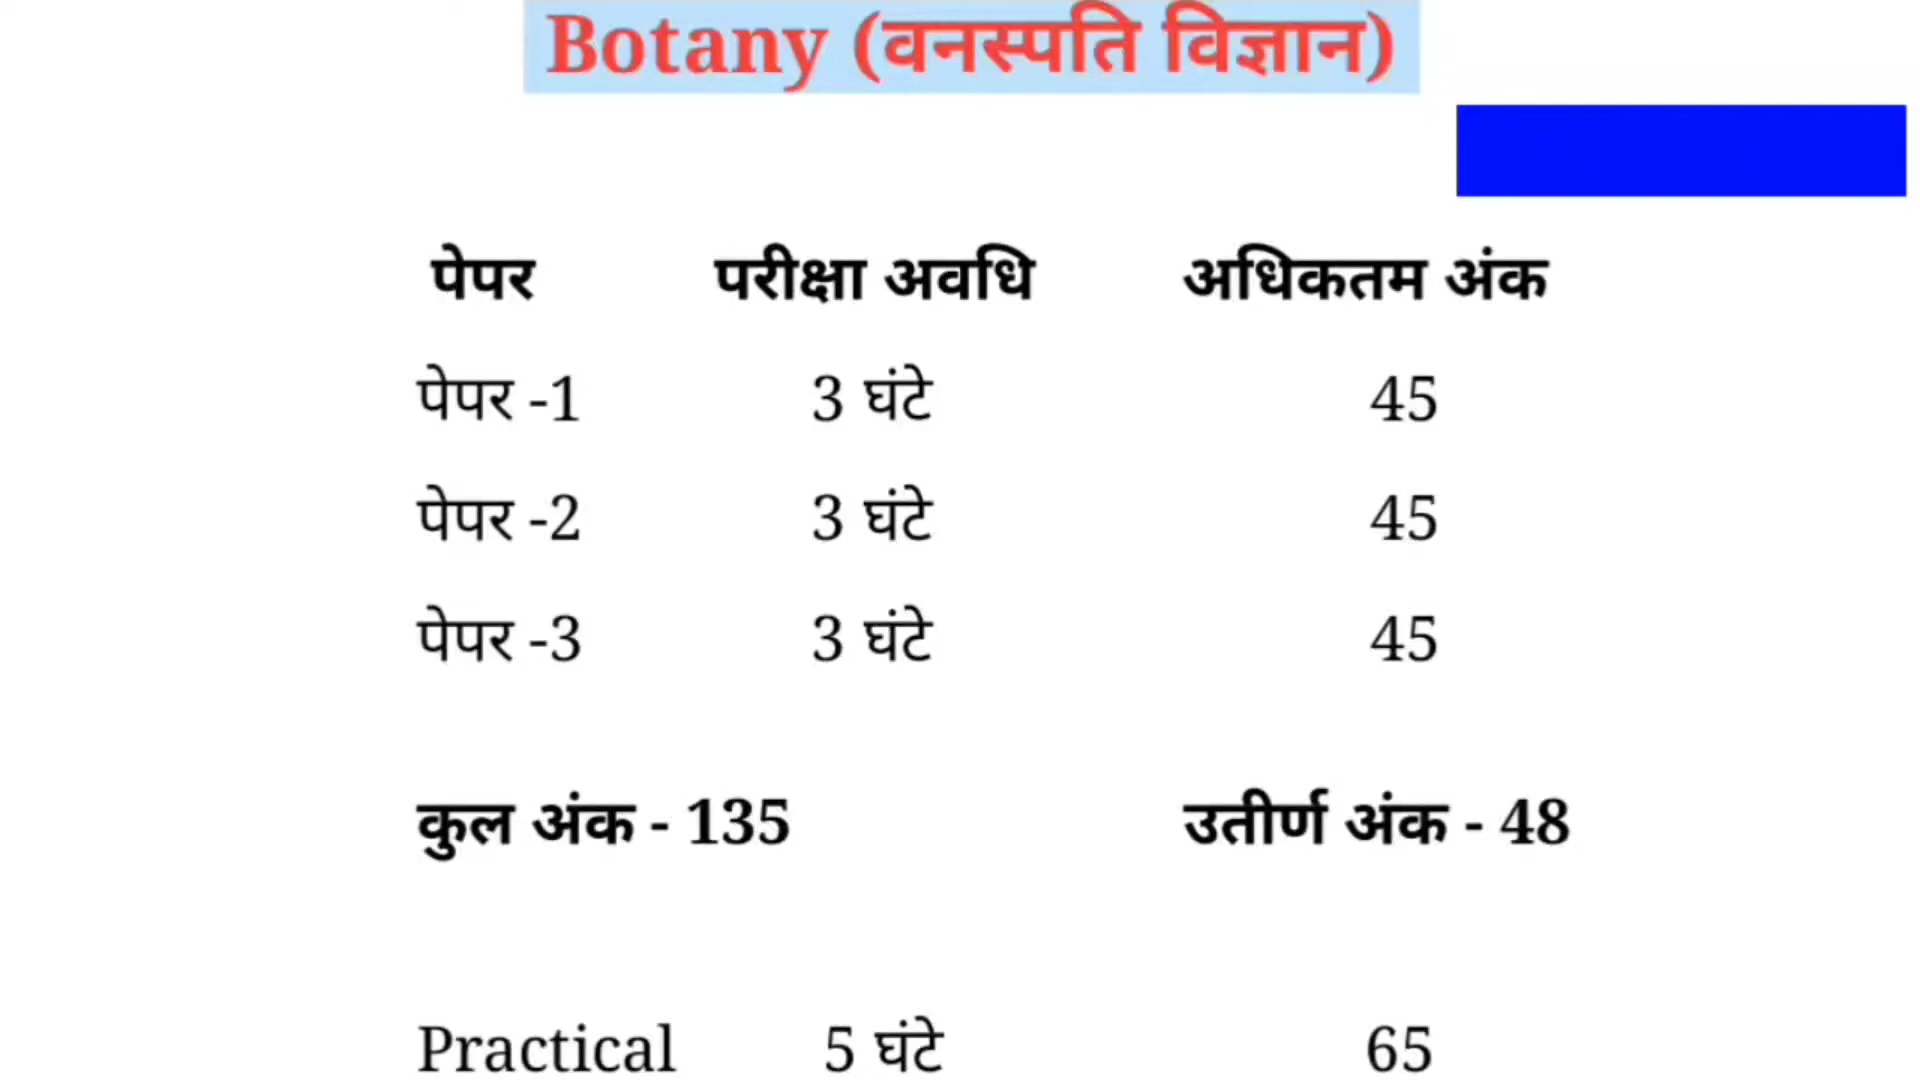 Botany (वनस्पति विज्ञान)
पेपर परीक्षा अवधि अधिकतम अंक
पेपर -1 3 घंटे 45
पेपर -2 3 घंटे 45
पेपर -3 3 घंटे 45
कुल अंक - 135 उतीर्ण अंक - 48
Practical 5 घंटे 65